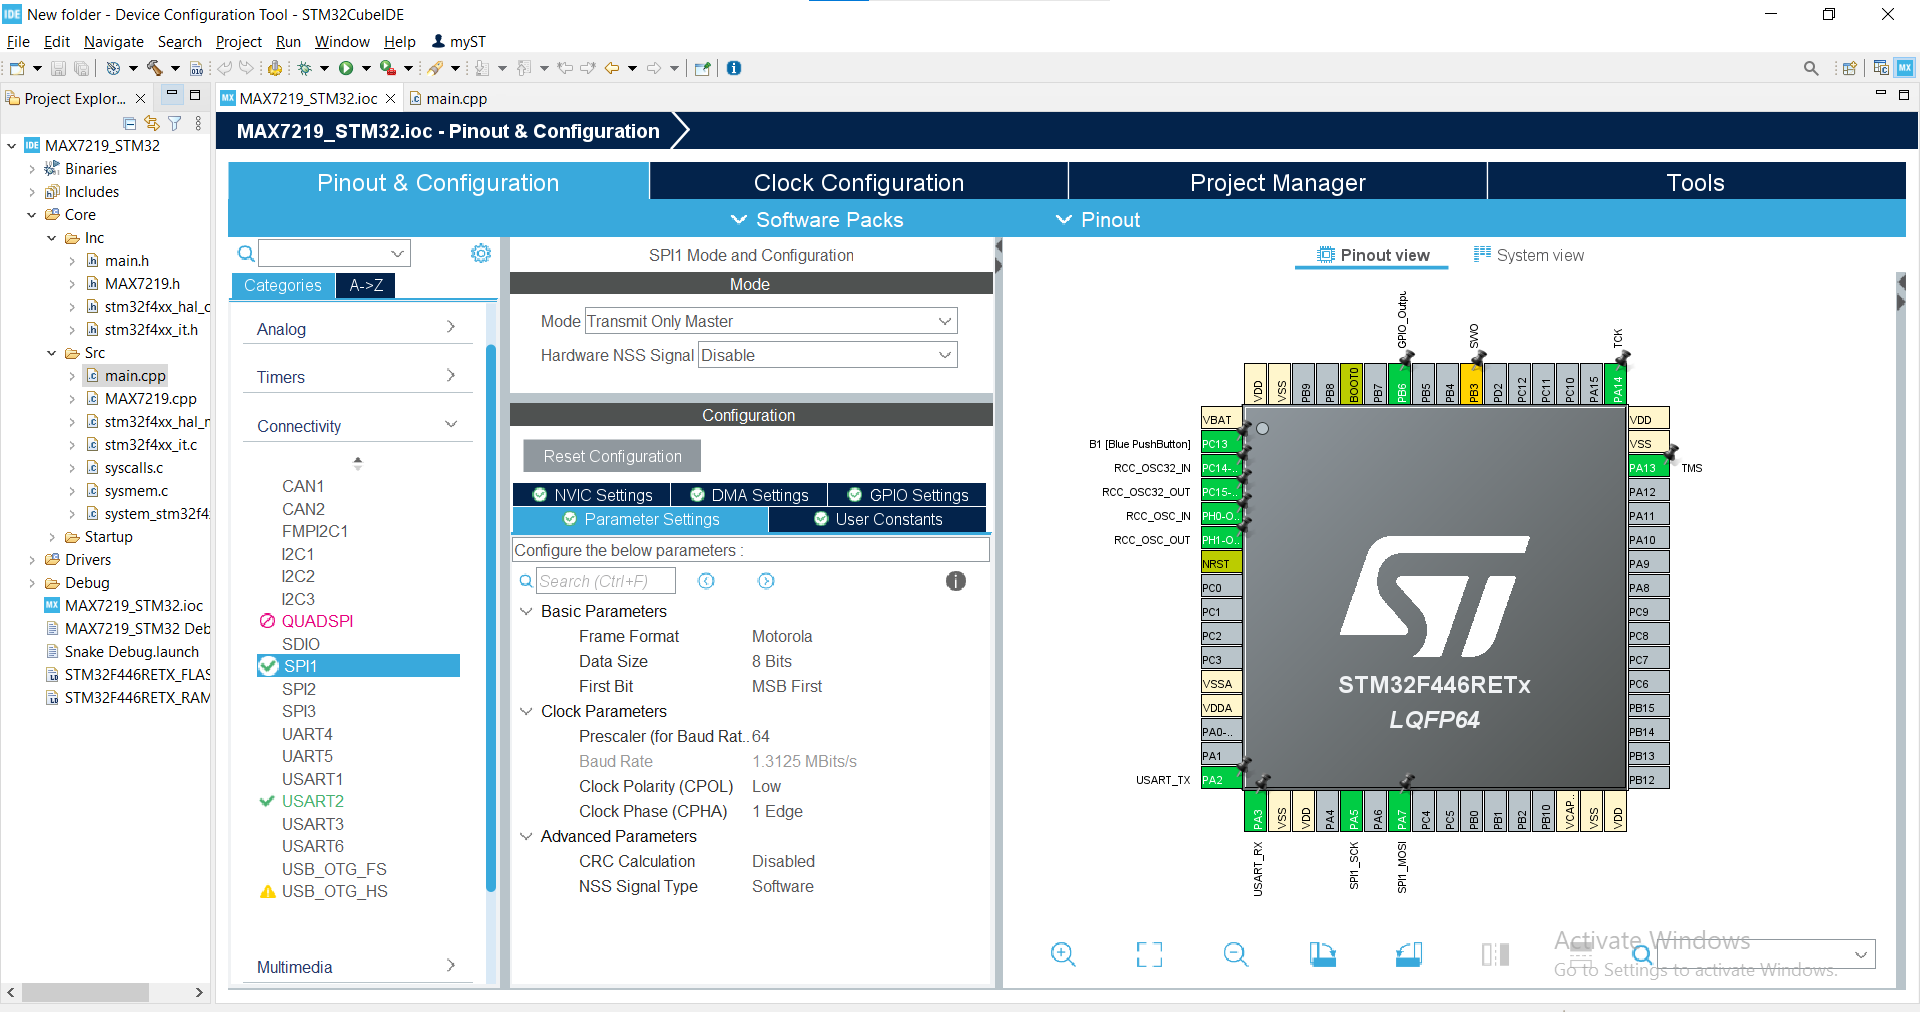 New folder - Device Configuration Tool - STM32CubeIDE
File Edit Navigate Search Project Run Window Help myST
Project Explor...
MAX7219_STM32.ioc
main.cpp
MAX7219_STM32
Binaries
Includes
Core
Inc
main.h
MAX7219.h
stm32f4xx_hal_c
stm32f4xx_it.h
Src
main.cpp
MAX7219.cpp
stm32f4xx_hal_r
stm32f4xx_it.c
syscalls.c
sysmem.c
system_stm32f4
Startup
Drivers
Debug
MAX7219_STM32.ioc
MAX7219_STM32 Deb
Snake Debug.launch
STM32F446RETX_FLAS
STM32F446RETX_RAM
MAX7219_STM32.ioc - Pinout & Configuration
Pinout & Configuration
Clock Configuration
Project Manager
Tools
Software Packs
Pinout
Categories
A->Z
Analog
Timers
Connectivity
CAN1
CAN2
FMPI2C1
I2C1
I2C2
I2C3
QUADSPI
SDIO
SPI1
SPI2
SPI3
UART4
UART5
USART1
USART2
USART3
USART6
USB_OTG_FS
USB_OTG_HS
Multimedia
SPI1 Mode and Configuration
Mode
Mode Transmit Only Master
Hardware NSS Signal Disable
Configuration
Reset Configuration
NVIC Settings
DMA Settings
GPIO Settings
Parameter Settings
User Constants
Configure the below parameters :
Search (Ctrl+F)
Basic Parameters
Frame Format Motorola
Data Size 8 Bits
First Bit MSB First
Clock Parameters
Prescaler (for Baud Rat.. 64
Baud Rate 1.3125 MBits/s
Clock Polarity (CPOL) Low
Clock Phase (CPHA) 1 Edge
Advanced Parameters
CRC Calculation Disabled
NSS Signal Type Software
Pinout view
System view
GPIO_Output
SWO
TCK
VDD
VSS
PB9
PB8
BOOT0
PB7
PB6
PB5
PB4
PB3
PD2
PC12
PC11
PC10
PA15
PA14
VBAT
B1 [Blue PushButton] PC13
RCC_OSC32_IN PC14-..
RCC_OSC32_OUT PC15-..
RCC_OSC_IN PH0-O..
RCC_OSC_OUT PH1-O..
NRST
PC0
PC1
PC2
PC3
VSSA
VDDA
PA0-..
PA1
USART_TX PA2
STM32F446RETx
LQFP64
VDD
VSS
PA13 TMS
PA12
PA11
PA10
PA9
PA8
PC9
PC8
PC7
PC6
PB15
PB14
PB13
PB12
PA3
VSS
VDD
PA4
PA5
PA6
PA7
PC4
PC5
PB0
PB1
PB2
PB10
VCAP..
VSS
VDD
USART_RX
SPI1_SCK
SPI1_MOSI
Activate Windows
Go to Settings to activate Windows.